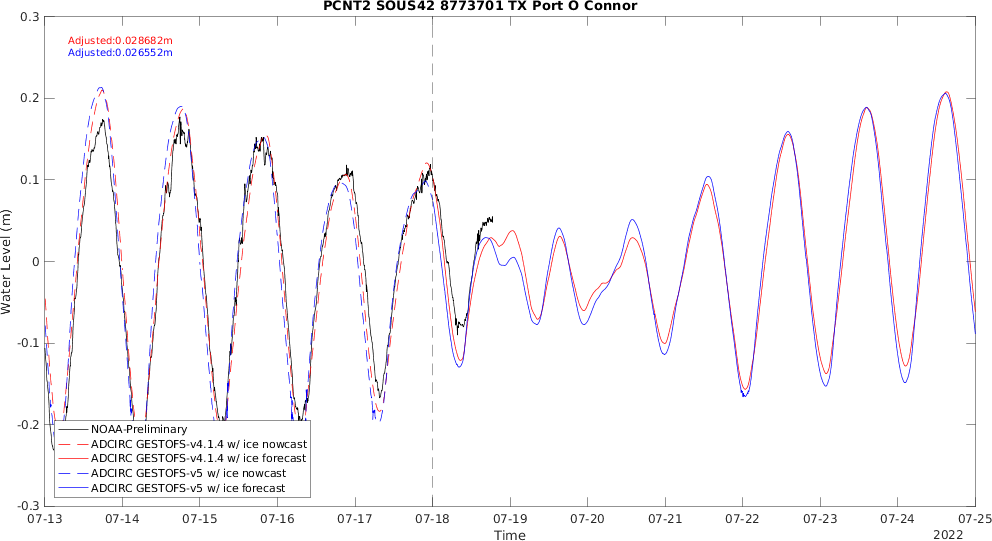 PCNT2 SOUS42 8773701 TX Port O Connor
0.3
Adjusted:0.028682m
Adjusted:0.026552m
0.2
0.1
0
-0.1
-0.2
-0.3
Water Level (m)
NOAA-Preliminary
ADCIRC GESTOFS-v4.1.4 w/ ice nowcast
ADCIRC GESTOFS-v4.1.4 w/ ice forecast
ADCIRC GESTOFS-v5 w/ ice nowcast
ADCIRC GESTOFS-v5 w/ ice forecast
07-13 07-14 07-15 07-16 07-17 07-18 07-19 07-20 07-21 07-22 07-23 07-24 07-25
Time
2022